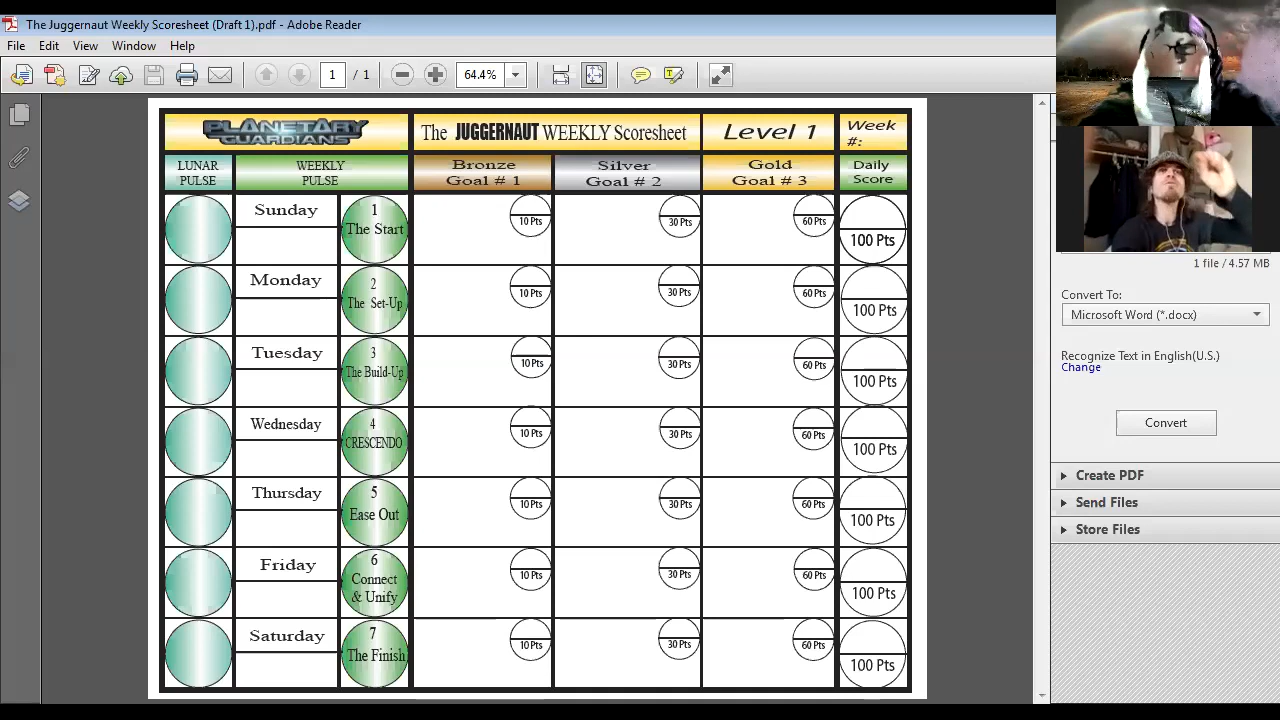 The Juggernaut Weekly Scoresheet (Draft 1).pdf - Adobe Reader
File Edit View Window Help
1 / 1 64.4%
PLANETARY
GUARDIANS
The JUGGERNAUT WEEKLY Scoresheet
Level 1
Week
#:
LUNAR
PULSE
WEEKLY
PULSE
Bronze
Goal # 1
Silver
Goal # 2
Gold
Goal # 3
Daily
Score
Sunday
1
The Start
10 Pts
30 Pts
60 Pts
100 Pts
Monday
2
The Set-Up
10 Pts
30 Pts
60 Pts
100 Pts
Tuesday
3
The Build-Up
10 Pts
30 Pts
60 Pts
100 Pts
Wednesday
4
CRESCENDO
10 Pts
30 Pts
60 Pts
100 Pts
Thursday
5
Ease Out
10 Pts
30 Pts
60 Pts
100 Pts
Friday
6
Connect
& Unify
10 Pts
30 Pts
60 Pts
100 Pts
Saturday
7
The Finish
10 Pts
30 Pts
60 Pts
100 Pts
1 file / 4.57 MB
Convert To:
Microsoft Word (*.docx)
Recognize Text in English(U.S.)
Change
Convert
Create PDF
Send Files
Store Files